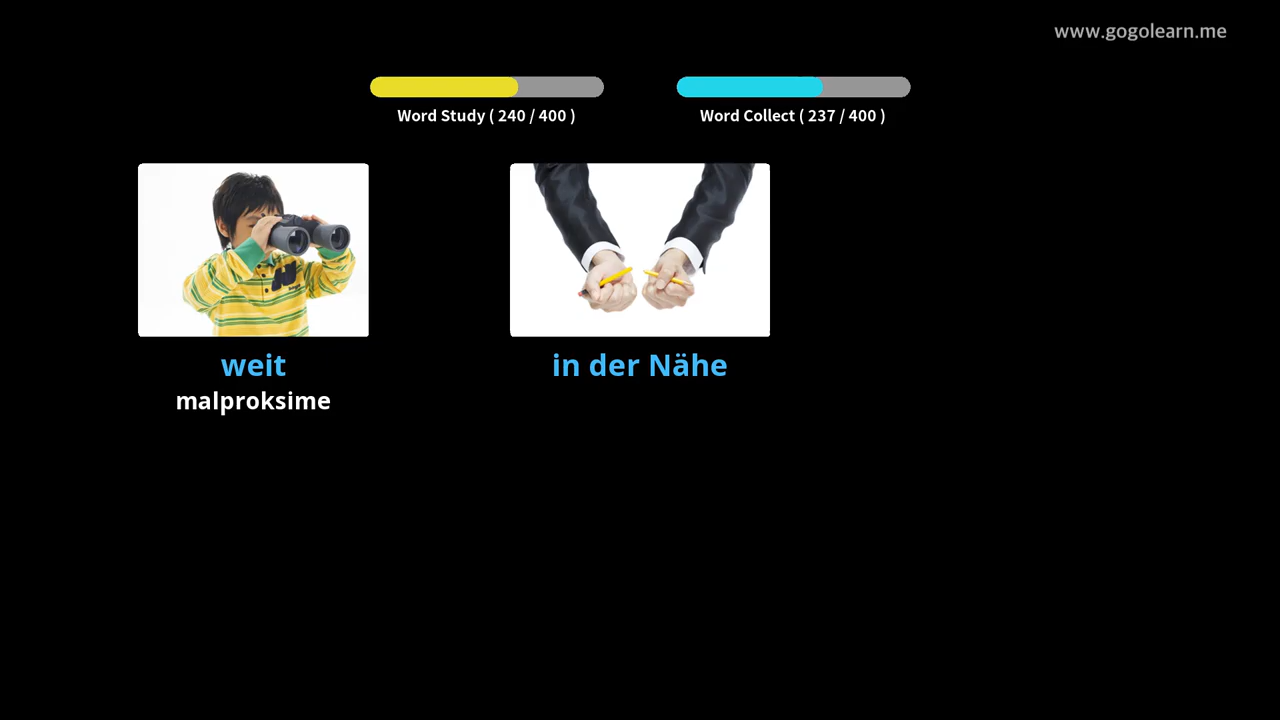 www.gogolearn.me
Word Study ( 240 / 400 )
Word Collect ( 237 / 400 )
weit
malproksime
in der Nähe